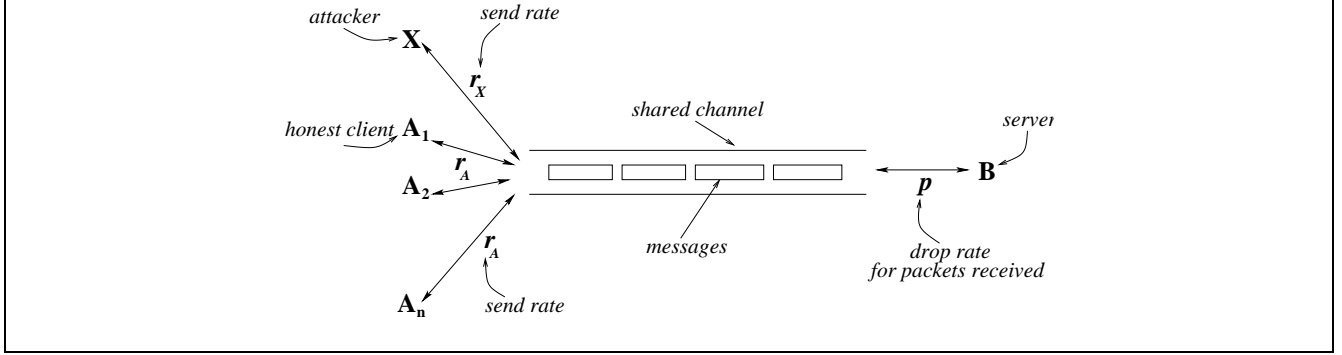 attacker
send rate
X
r_X
shared channel
server
honest client
A_1
r_A
A_2
B
p
messages
r_A
drop rate
for packets received
A_n
send rate